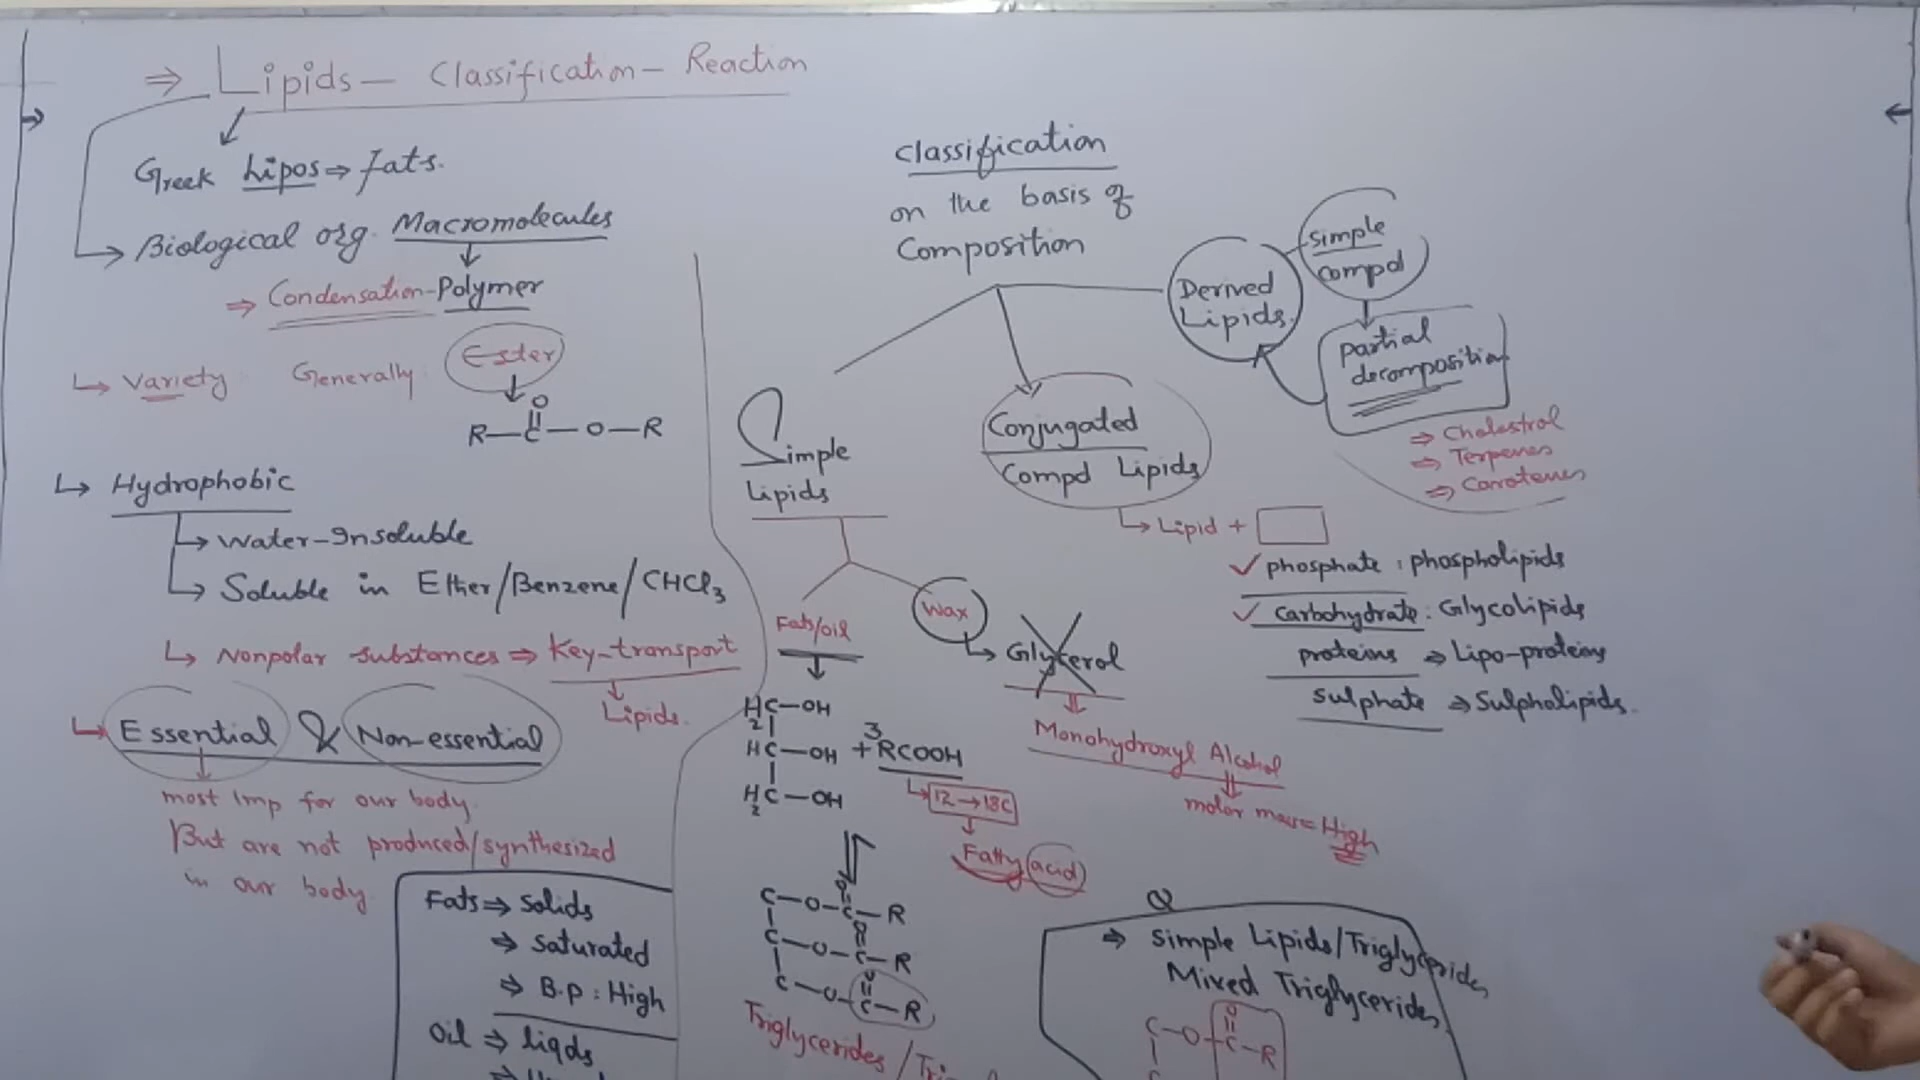 ⇒ Lipids – Classification – Reaction
Greek Lipos ⇒ fats.
Biological org. Macromolecules
⇒ Condensation-Polymer
↳ Variety Generally Ester
R–C–O–R
O
↳ Hydrophobic
↳ Water-Insoluble
↳ Soluble in Ether/Benzene/CHCl3
↳ Nonpolar substances ⇒ Key-transport
Lipids.
↳ Essential & Non-essential
most Imp for our body.
But are not produced/synthesized
in our body.
Fats ⇒ Solids
⇒ Saturated
⇒ B.p : High
Oil ⇒ liqds
Classification
on the basis of
Composition
Simple
Lipids
Fats/oil
H2C–OH
HC–OH + 3RCOOH
H2C–OH
12→18C
Fatty acid
C–O–C–R
O
C–O–C–R
O
C–O–C–R
O
Triglycerides /
Wax
↳ Glycerol
Monohydroxyl Alcohol
molar mass = High
Conjugated
Compd Lipids
↳ Lipid +
✓ phosphate : phospholipids
✓ Carbohydrate : Glycolipids
proteins ⇒ Lipo-proteins
Sulphate ⇒ Sulpholipids.
Derived
Lipids.
Simple
Compd
partial
decomposition
⇒ Cholestrol
⇒ Terpenes
⇒ Carotenes
Q
⇒ Simple Lipids/Triglycerides
Mixed Triglycerides
C–O–C–R
O